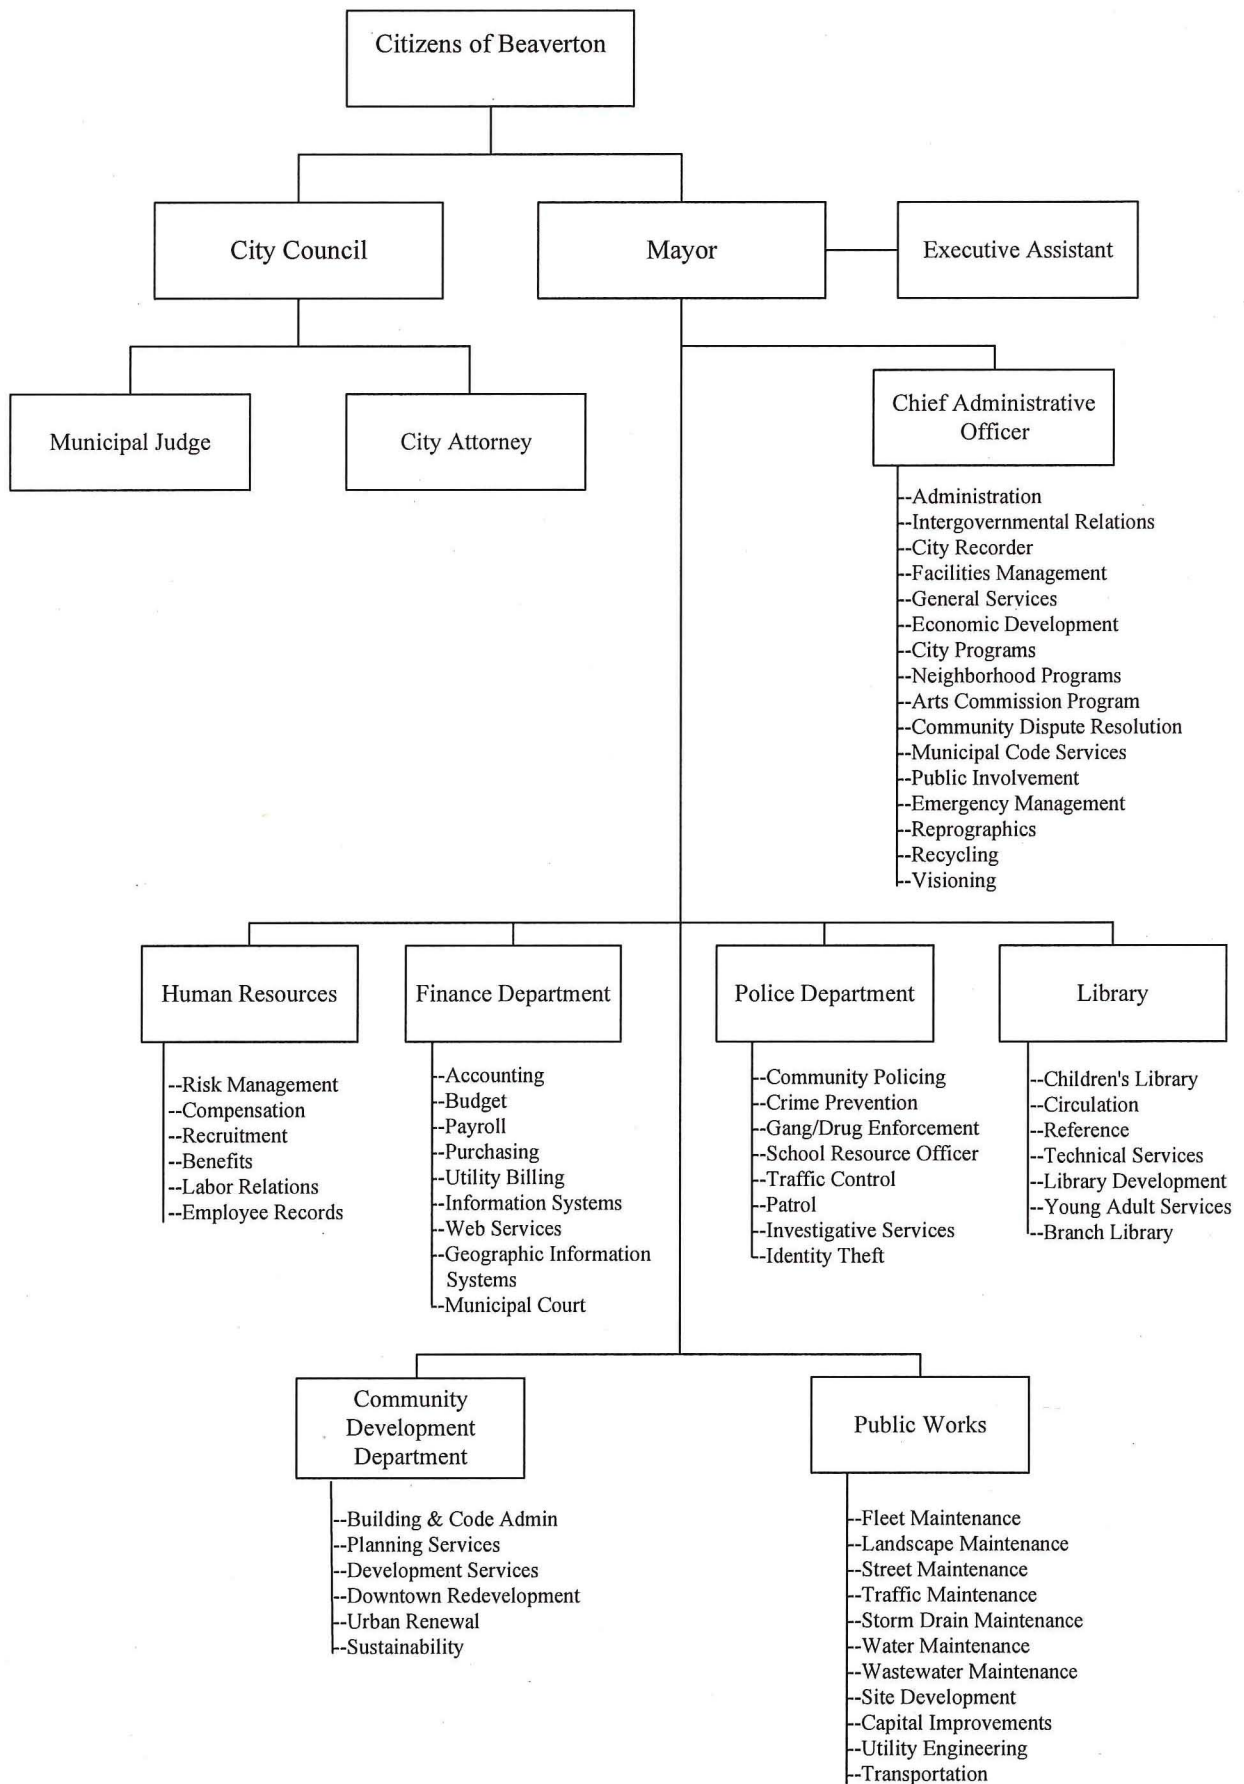 Citizens of Beaverton
City Council
Mayor
Executive Assistant
Municipal Judge
City Attorney
Chief Administrative
Officer
--Administration
--Intergovernmental Relations
--City Recorder
--Facilities Management
--General Services
--Economic Development
--City Programs
--Neighborhood Programs
--Arts Commission Program
--Community Dispute Resolution
--Municipal Code Services
--Public Involvement
--Emergency Management
--Reprographics
--Recycling
--Visioning
Human Resources
--Risk Management
--Compensation
--Recruitment
--Benefits
--Labor Relations
--Employee Records
Finance Department
--Accounting
--Budget
--Payroll
--Purchasing
--Utility Billing
--Information Systems
--Web Services
--Geographic Information
Systems
--Municipal Court
Police Department
--Community Policing
--Crime Prevention
--Gang/Drug Enforcement
--School Resource Officer
--Traffic Control
--Patrol
--Investigative Services
--Identity Theft
Library
--Children's Library
--Circulation
--Reference
--Technical Services
--Library Development
--Young Adult Services
--Branch Library
Community
Development
Department
--Building & Code Admin
--Planning Services
--Development Services
--Downtown Redevelopment
--Urban Renewal
--Sustainability
Public Works
--Fleet Maintenance
--Landscape Maintenance
--Street Maintenance
--Traffic Maintenance
--Storm Drain Maintenance
--Water Maintenance
--Wastewater Maintenance
--Site Development
--Capital Improvements
--Utility Engineering
--Transportation